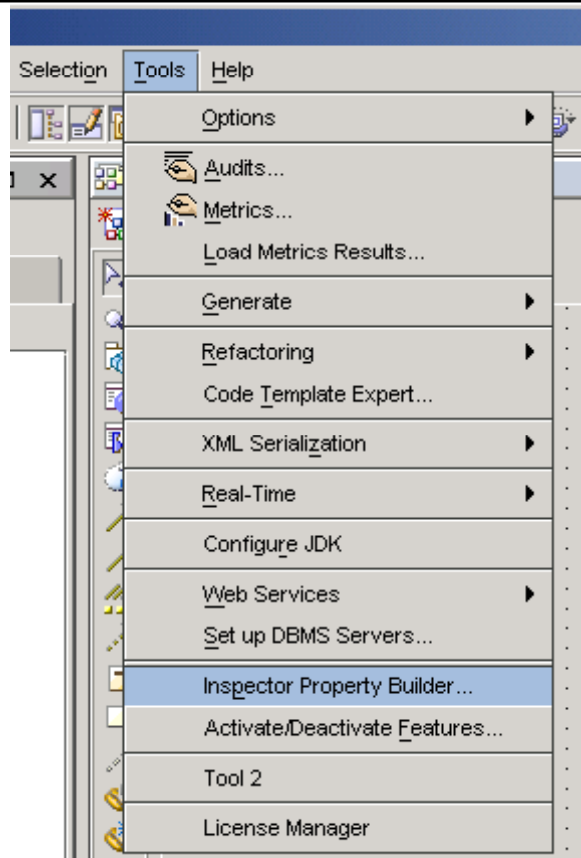 Selection Tools Help
Options
Audits...
Metrics...
Load Metrics Results...
Generate
Refactoring
Code Template Expert...
XML Serialization
Real-Time
Configure JDK
Web Services
Set up DBMS Servers...
Inspector Property Builder...
Activate/Deactivate Features...
Tool 2
License Manager